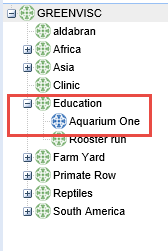 GREENVISC
aldabran
Africa
Asia
Clinic
Education
Aquarium One
Rooster run
Farm Yard
Primate Row
Reptiles
South America